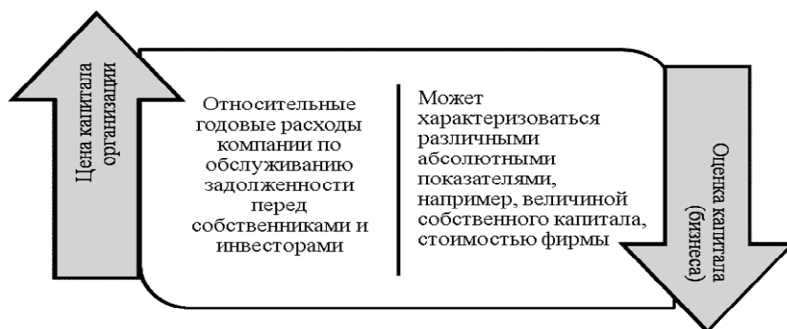 Цена капитала
организации
Относительные
годовые расходы
компании по
обслуживанию
задолженности
перед
собственниками и
инвесторами
Может
характеризоваться
различными
абсолютными
показателями,
например, величиной
собственного капитала,
стоимостью фирмы
Оценка капитала
(бизнеса)